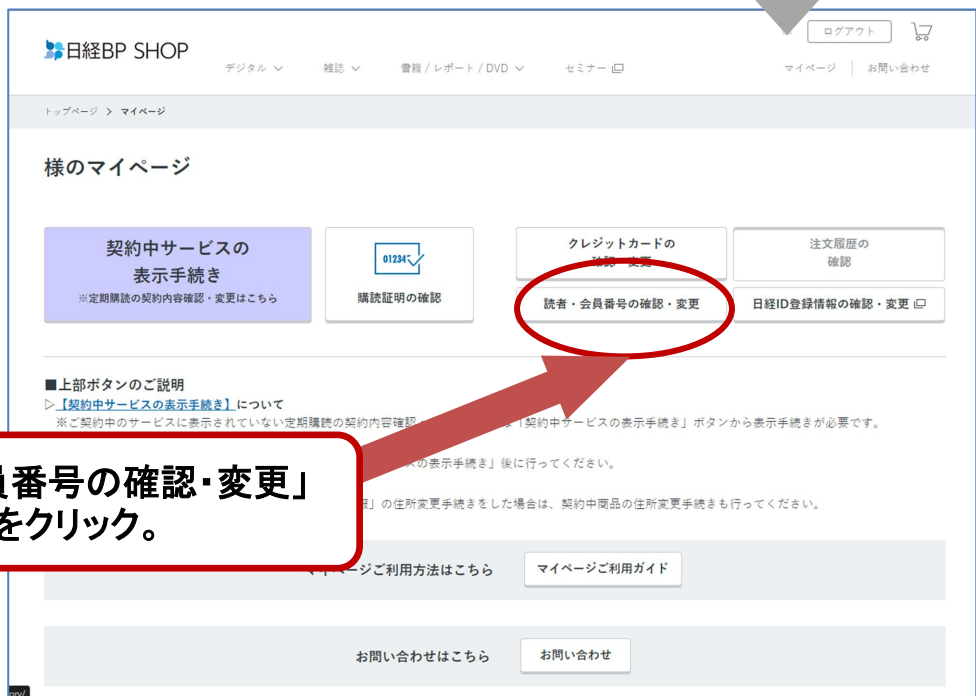 ログアウト
日経BP SHOP
デジタル
雑誌
書籍 / レポート / DVD
セミナー
マイページ
お問い合わせ
トップページ > マイページ
様のマイページ
契約中サービスの
表示手続き
※定期購読の契約内容確認・変更はこちら
01234
購読証明の確認
クレジットカードの
確認・変更
読者・会員番号の確認・変更
注文履歴の
確認
日経ID登録情報の確認・変更
■上部ボタンのご説明
▷【契約中サービスの表示手続き】について
※ご契約中のサービスに表示されていない定期購読の契約内容確認
「契約中サービスの表示手続き」ボタンから表示手続きが必要です。
の表示手続き」後に行ってください。
員番号の確認・変更」
をクリック。
」の住所変更手続きをした場合は、契約中商品の住所変更手続きも行ってください。
マイページご利用方法はこちら
マイページご利用ガイド
お問い合わせはこちら
お問い合わせ